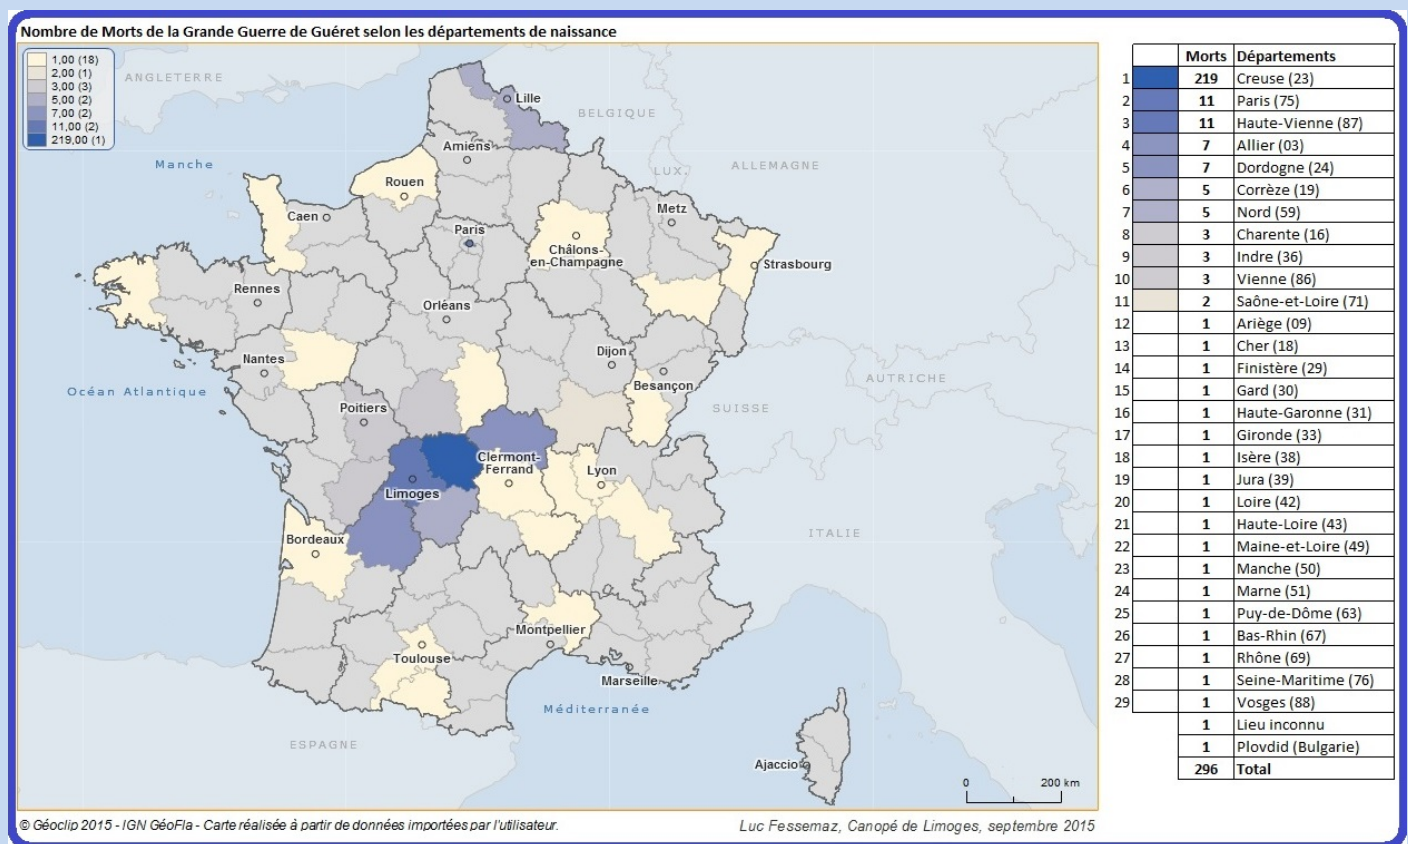 Nombre de Morts de la Grande Guerre de Guéret selon les départements de naissance
1,00 (18)
2,00 (1)
3,00 (3)
5,00 (2)
7,00 (2)
11,00 (2)
219,00 (1)
ANGLETERRE
Lille
BELGIQUE
Amiens
Manche
LUX.
ALLEMAGNE
Rouen
Metz
Caen
Paris
Châlons-
en-Champagne
Strasbourg
Rennes
Orléans
Nantes
Dijon
Besançon
AUTRICHE
Océan Atlantique
Poitiers
SUISSE
Clermont-
Ferrand
Lyon
Limoges
Bordeaux
ITALIE
Montpellier
Toulouse
Marseille
Méditerranée
ESPAGNE
Ajaccio
0 200 km
© Géoclip 2015 - IGN GéoFla - Carte réalisée à partir de données importées par l'utilisateur.
Luc Fessemaz, Canopé de Limoges, septembre 2015
Morts Départements
1 219 Creuse (23)
2 11 Paris (75)
3 11 Haute-Vienne (87)
4 7 Allier (03)
5 7 Dordogne (24)
6 5 Corrèze (19)
7 5 Nord (59)
8 3 Charente (16)
9 3 Indre (36)
10 3 Vienne (86)
11 2 Saône-et-Loire (71)
12 1 Ariège (09)
13 1 Cher (18)
14 1 Finistère (29)
15 1 Gard (30)
16 1 Haute-Garonne (31)
17 1 Gironde (33)
18 1 Isère (38)
19 1 Jura (39)
20 1 Loire (42)
21 1 Haute-Loire (43)
22 1 Maine-et-Loire (49)
23 1 Manche (50)
24 1 Marne (51)
25 1 Puy-de-Dôme (63)
26 1 Bas-Rhin (67)
27 1 Rhône (69)
28 1 Seine-Maritime (76)
29 1 Vosges (88)
1 Lieu inconnu
1 Plovdid (Bulgarie)
296 Total